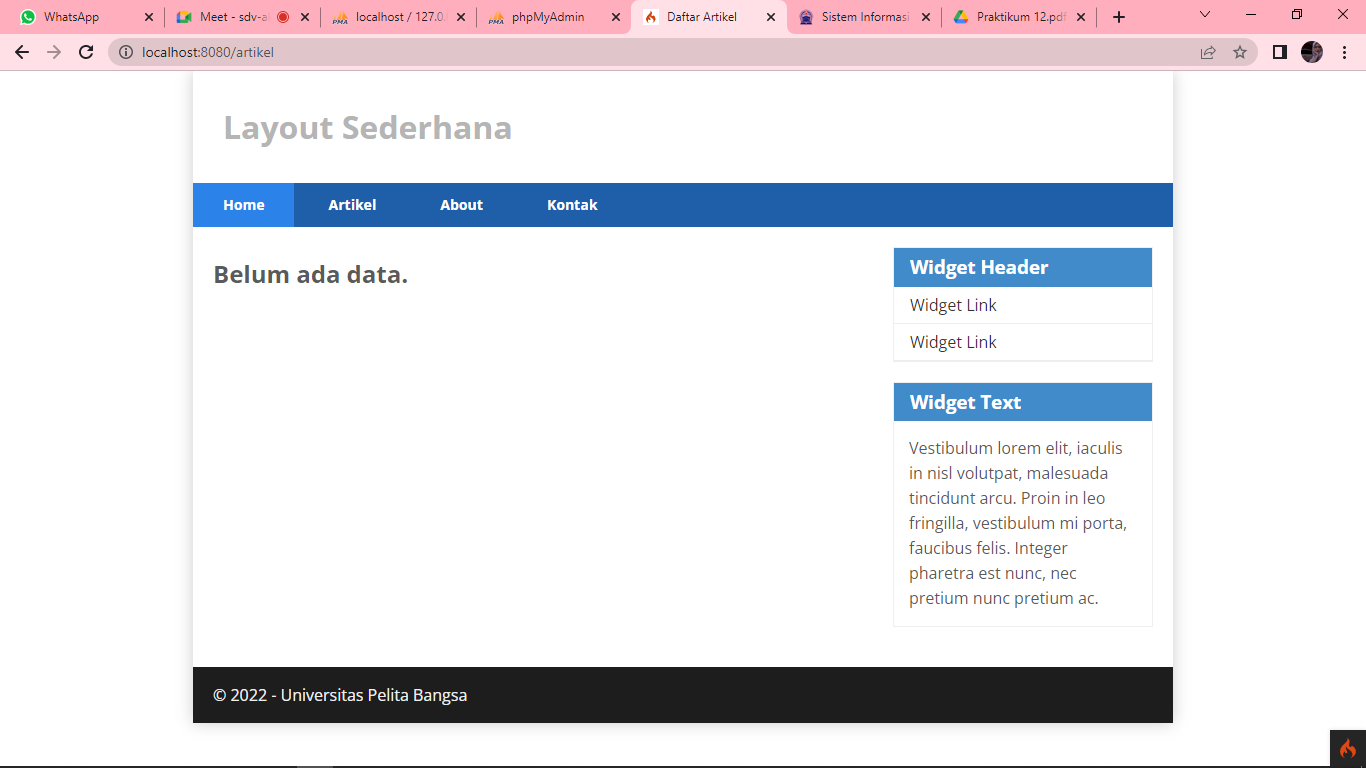 WhatsApp
Meet - sdv-a
localhost / 127.0.
phpMyAdmin
Daftar Artikel
Sistem Informasi
Praktikum 12.pdf
localhost:8080/artikel
Layout Sederhana
Home Artikel About Kontak
Belum ada data.
Widget Header
Widget Link
Widget Link
Widget Text
Vestibulum lorem elit, iaculis
in nisl volutpat, malesuada
tincidunt arcu. Proin in leo
fringilla, vestibulum mi porta,
faucibus felis. Integer
pharetra est nunc, nec
pretium nunc pretium ac.
© 2022 - Universitas Pelita Bangsa